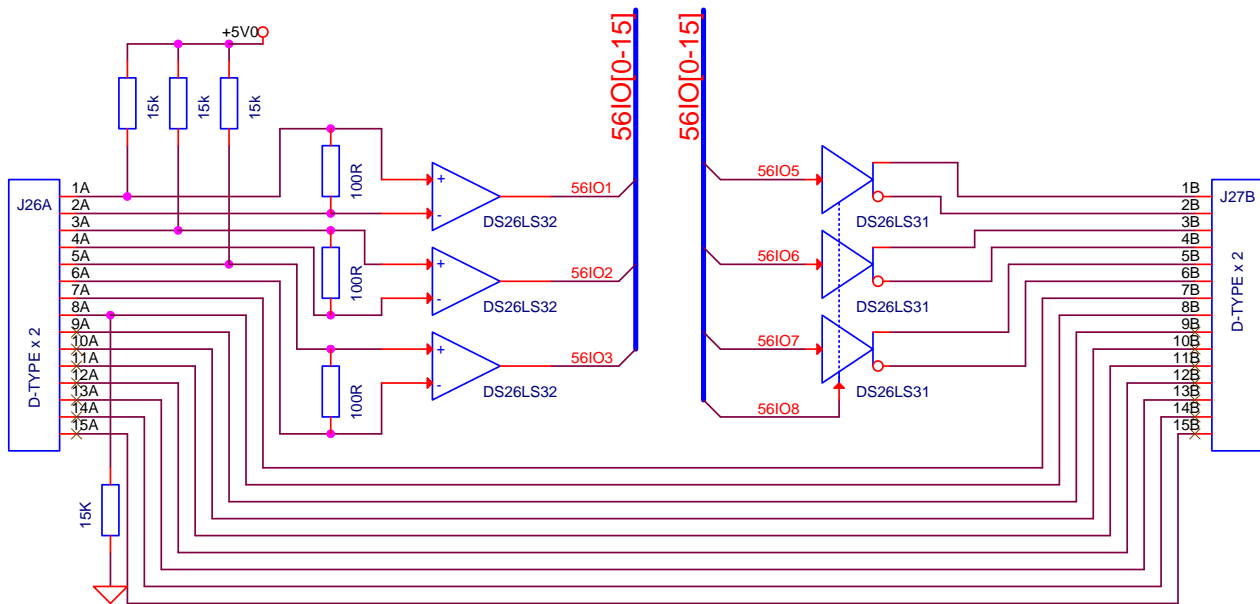 +5V0
15k
15k
15k
56IO[0-15]
56IO[0-15]
J26A
D-TYPE x 2
1A
2A
3A
4A
5A
6A
7A
8A
9A
10A
11A
12A
13A
14A
15A
100R
100R
100R
15K
+
-
DS26LS32
+
-
DS26LS32
+
-
DS26LS32
56IO1
56IO2
56IO3
56IO5
56IO6
56IO7
56IO8
DS26LS31
DS26LS31
DS26LS31
1B
2B
3B
4B
5B
6B
7B
8B
9B
10B
11B
12B
13B
14B
15B
J27B
D-TYPE x 2